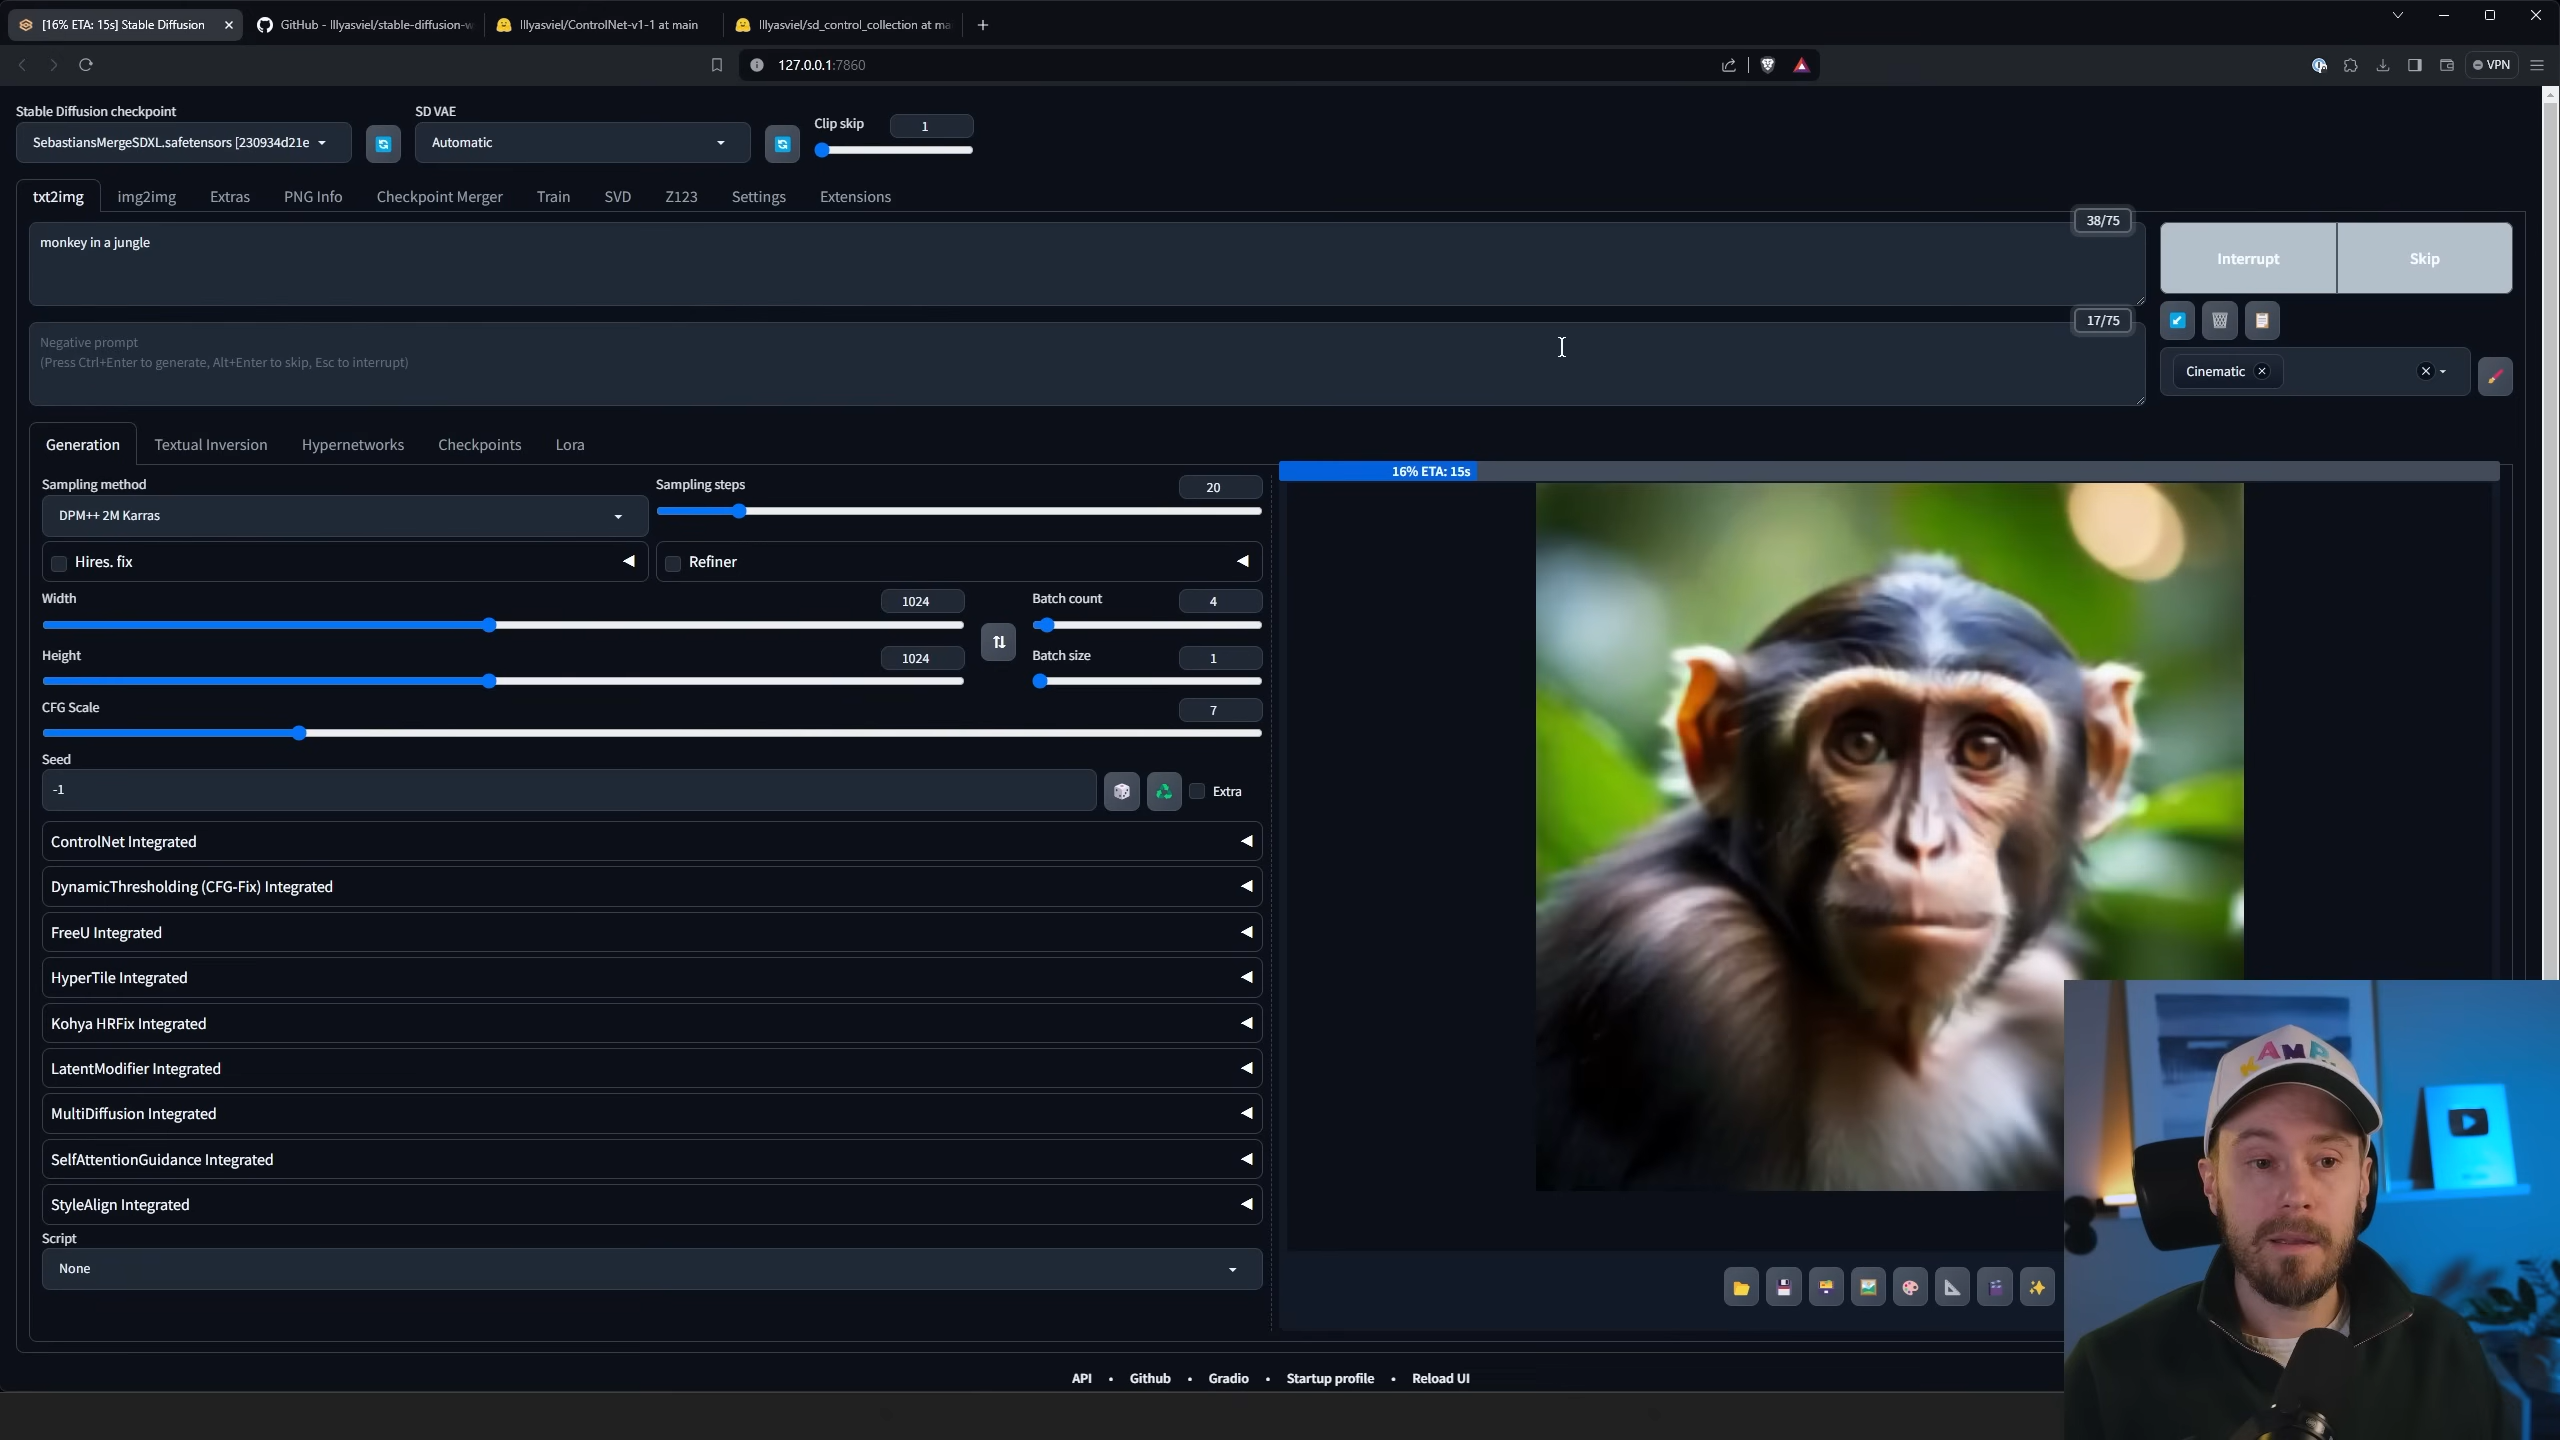 [16% ETA: 15s] Stable Diffusion
GitHub - lllyasviel/stable-diffusion-w
lllyasviel/ControlNet-v1-1 at main
lllyasviel/sd_control_collection at ma
127.0.0.1:7860
VPN
Stable Diffusion checkpoint
SD VAE
Clip skip
1
SebastiansMergeSDXL.safetensors [230934d21e
Automatic
txt2img
img2img
Extras
PNG Info
Checkpoint Merger
Train
SVD
Z123
Settings
Extensions
38/75
monkey in a jungle
Interrupt
Skip
17/75
Negative prompt
(Press Ctrl+Enter to generate, Alt+Enter to skip, Esc to interrupt)
Cinematic
Generation
Textual Inversion
Hypernetworks
Checkpoints
Lora
16% ETA: 15s
Sampling method
Sampling steps
20
DPM++ 2M Karras
Hires. fix
Refiner
Width
1024
Batch count
4
Height
1024
Batch size
1
CFG Scale
7
Seed
-1
Extra
ControlNet Integrated
DynamicThresholding (CFG-Fix) Integrated
FreeU Integrated
HyperTile Integrated
Kohya HRFix Integrated
LatentModifier Integrated
MultiDiffusion Integrated
SelfAttentionGuidance Integrated
StyleAlign Integrated
Script
None
API • Github • Gradio • Startup profile • Reload UI